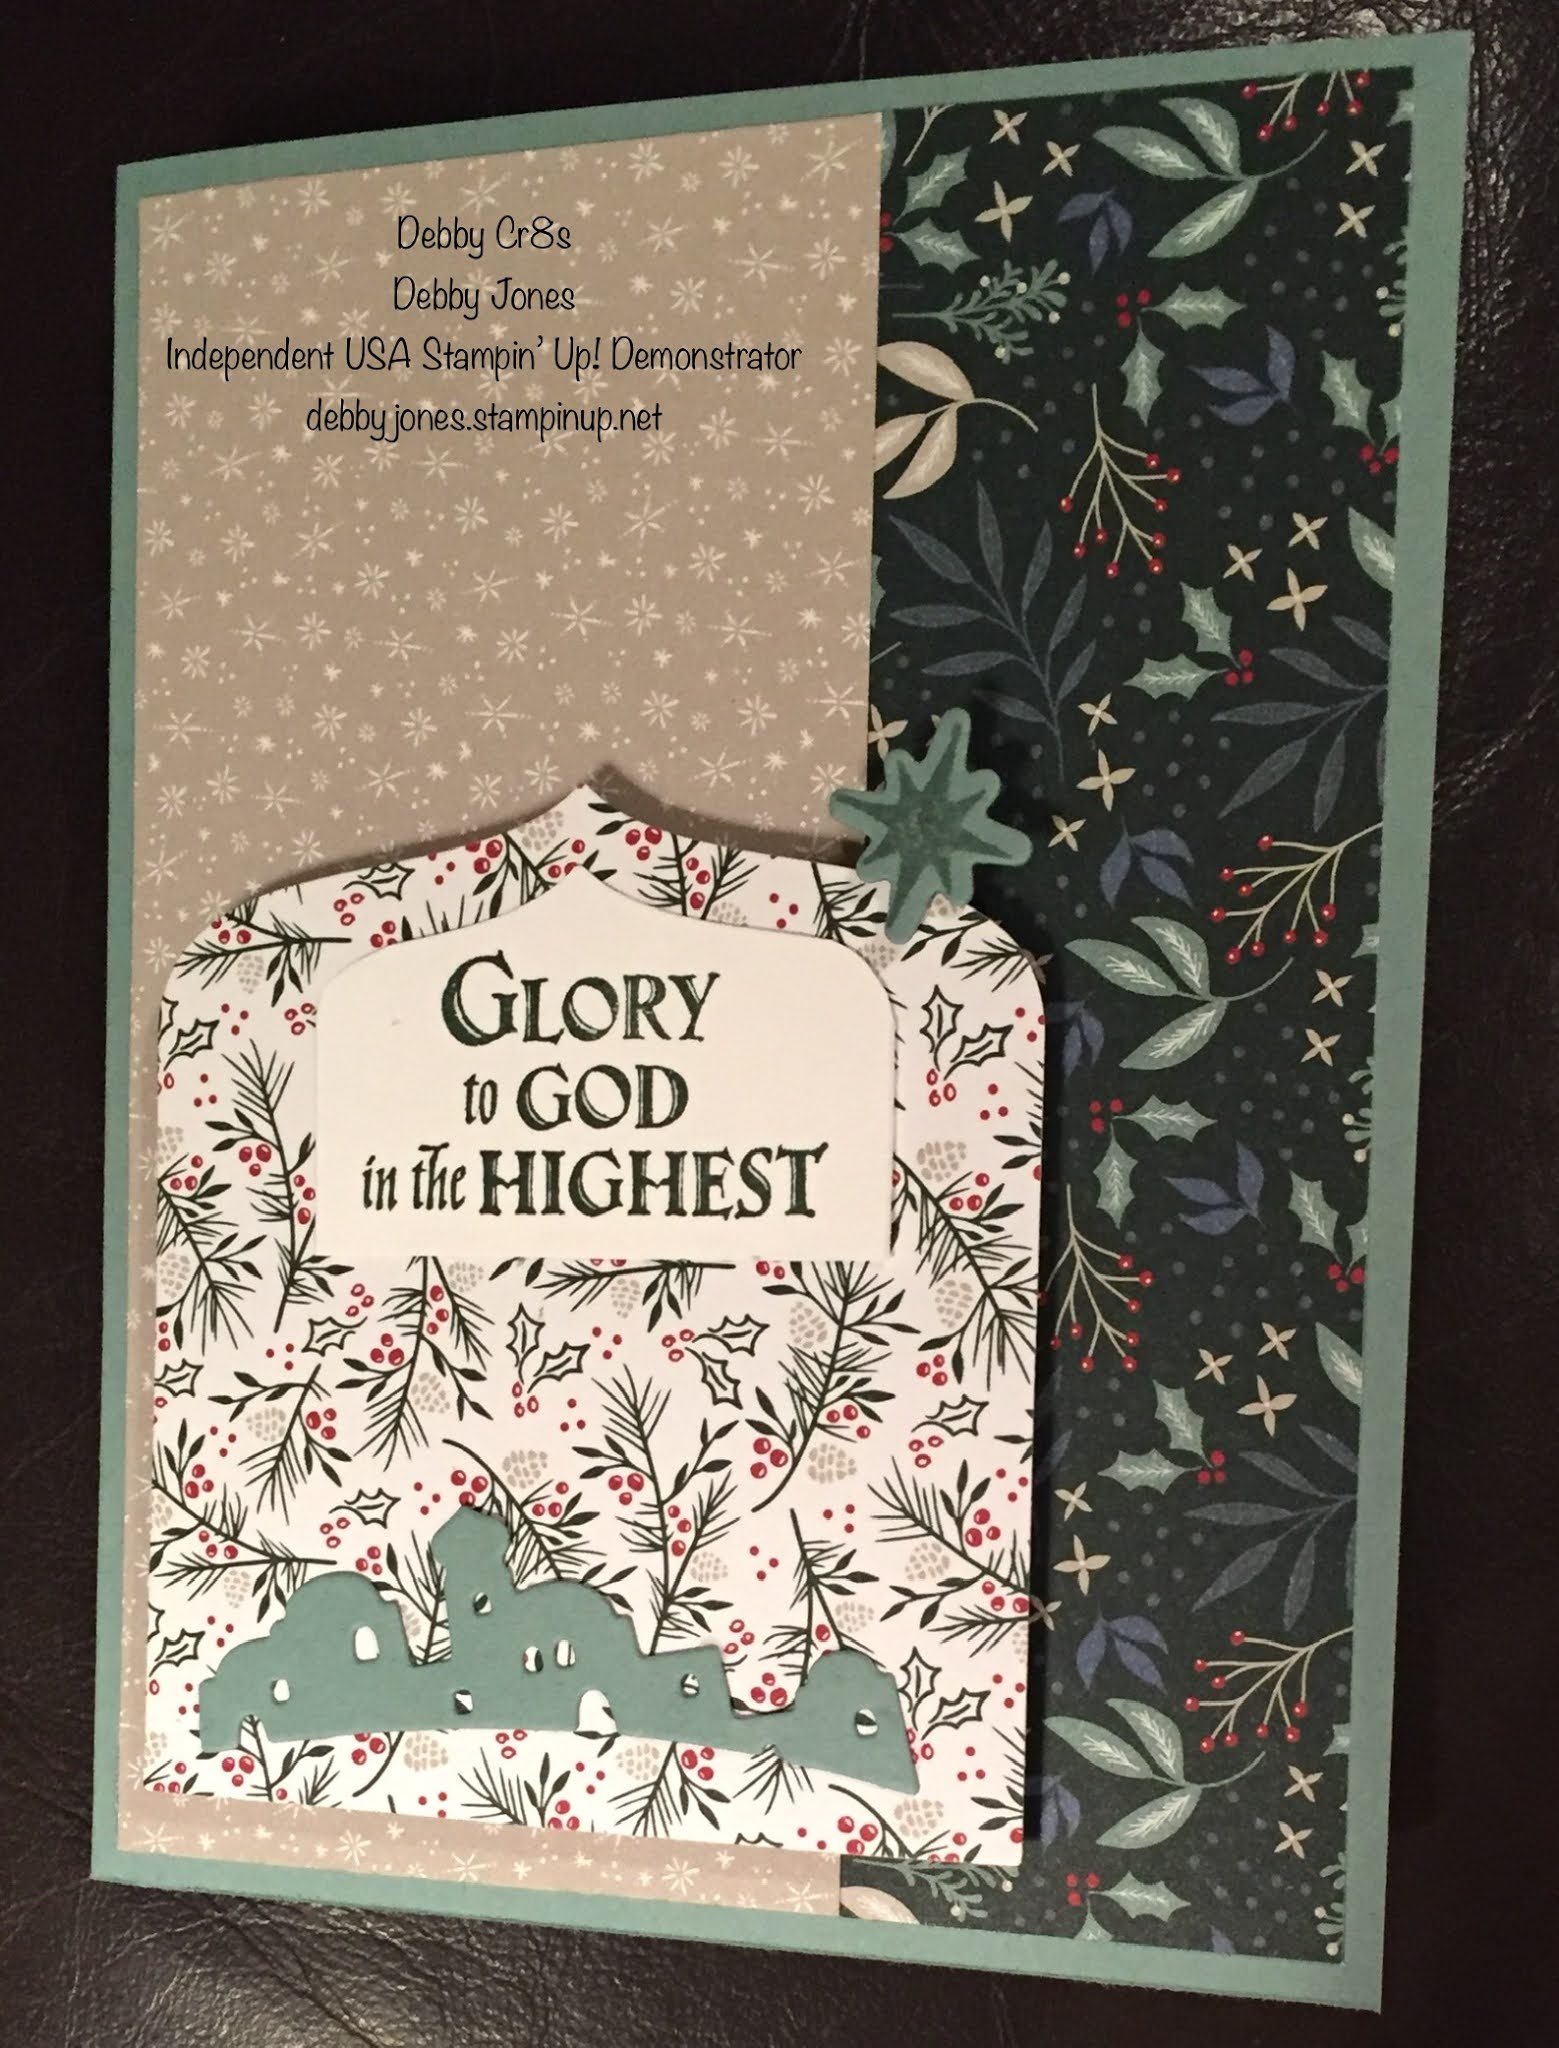 Debby Cr8s
Debby Jones
Independent USA Stampin' Up! Demonstrator
debbyjones.stampinup.net
GLORY
to GOD
in the HIGHEST